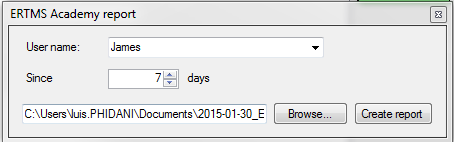 ERTMS Academy report
User name: James
Since 7 days
C:\Users\luis.PHIDANI\Documents\2015-01-30_E Browse... Create report